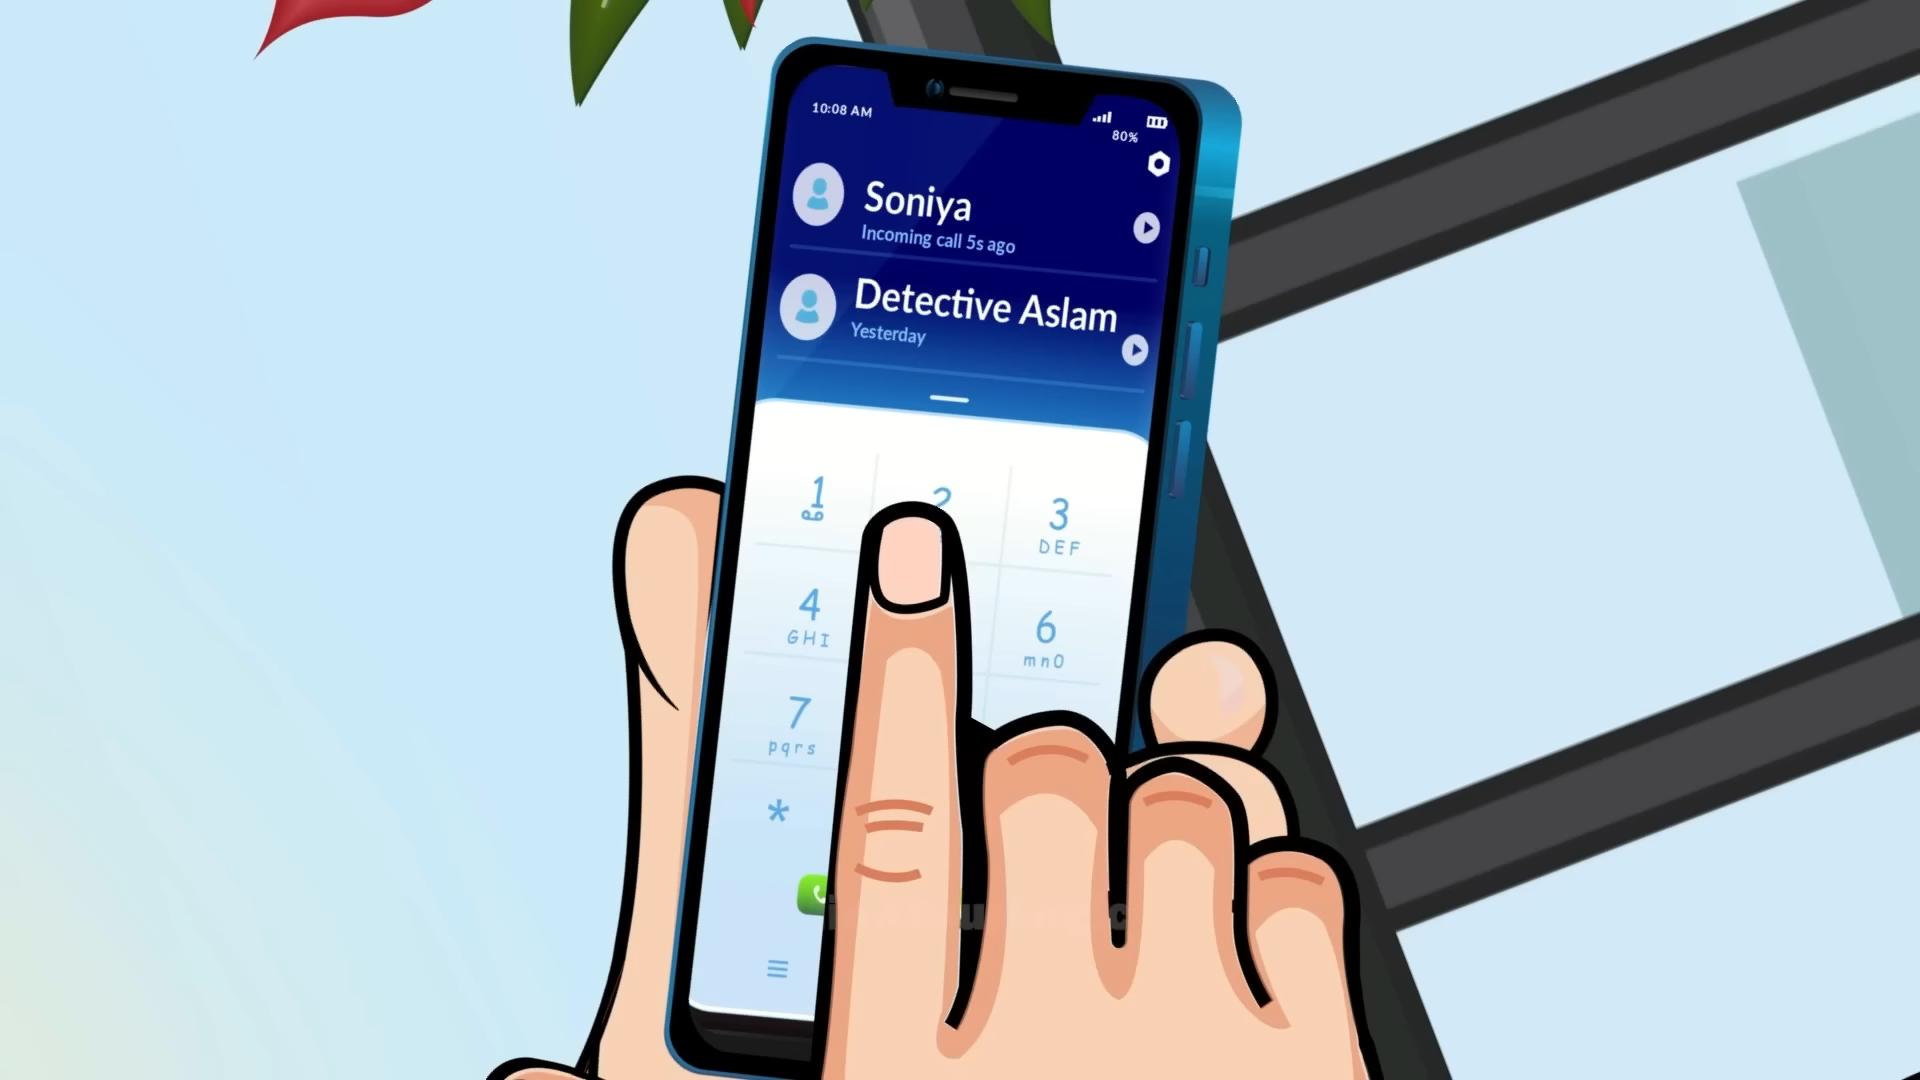 10:08 AM
80%
Soniya
Incoming call 5s ago
Detective Aslam
Yesterday
1 2 3
DEF
4 6
GHI mnO
7
pqrs
*